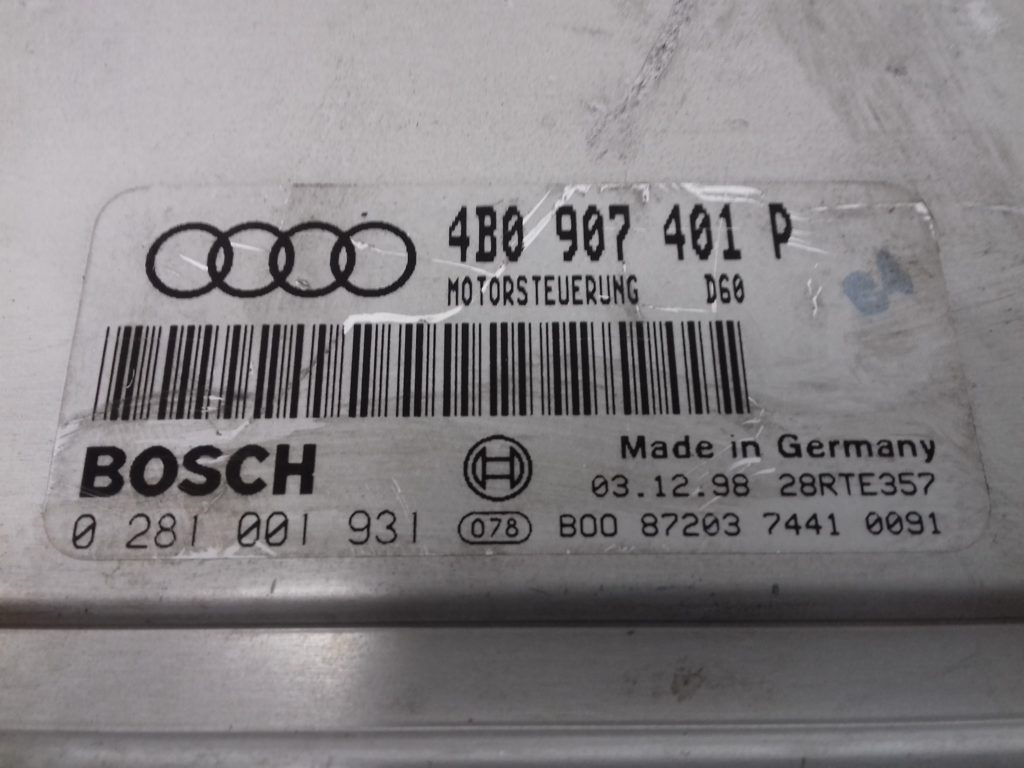 4B0 907 401 P
MOTORSTEUERUNG D60
BOSCH
Made in Germany
03.12.98 28RTE357
0 281 001 931 078 B00 87203 7441 0091